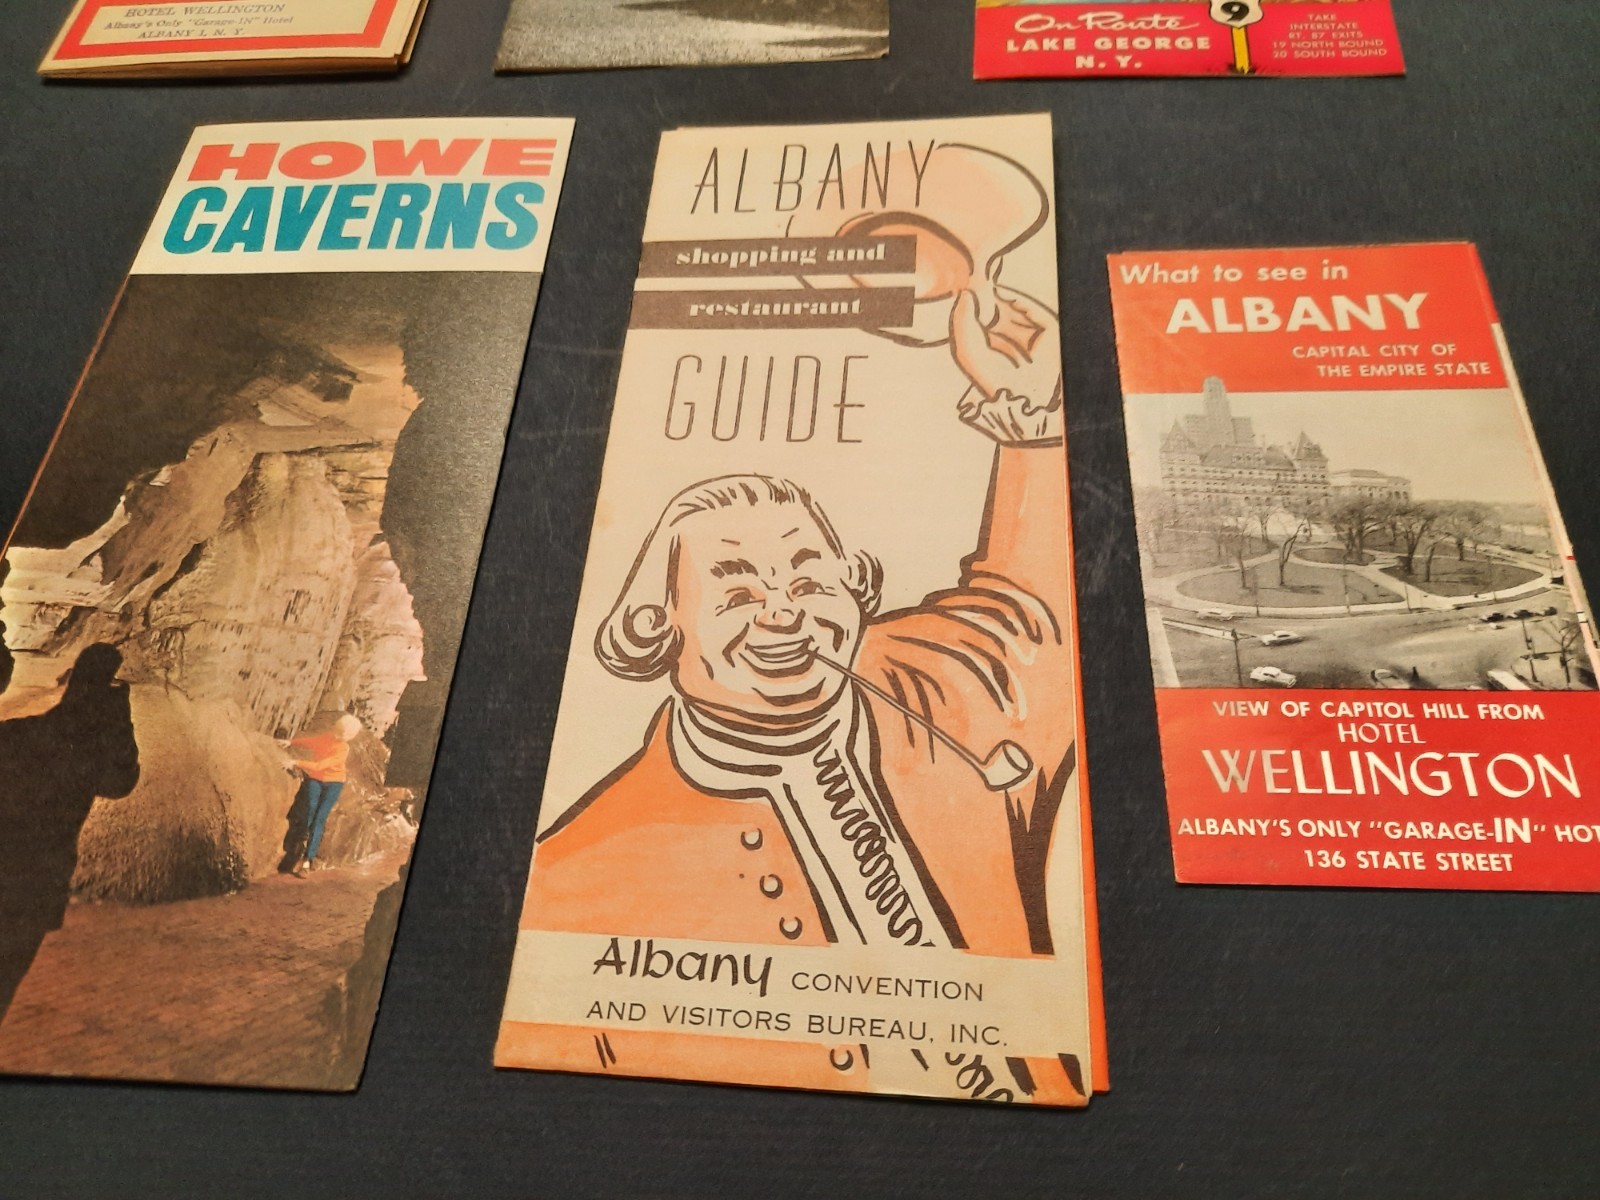 HOTEL WELLINGTON
Albany's Only "Garage-IN" Hotel
ALBANY 1, N. Y.
On Route
9
LAKE GEORGE
N. Y.
TAKE
INTERSTATE
RT. 87 EXITS
19 NORTH BOUND
20 SOUTH BOUND
HOWE
CAVERNS
ALBANY
shopping and
restaurant
GUIDE
Albany CONVENTION
AND VISITORS BUREAU, INC.
What to see in
ALBANY
CAPITAL CITY OF
THE EMPIRE STATE
VIEW OF CAPITOL HILL FROM
HOTEL
WELLINGTON
ALBANY'S ONLY "GARAGE-IN" HOT
136 STATE STREET